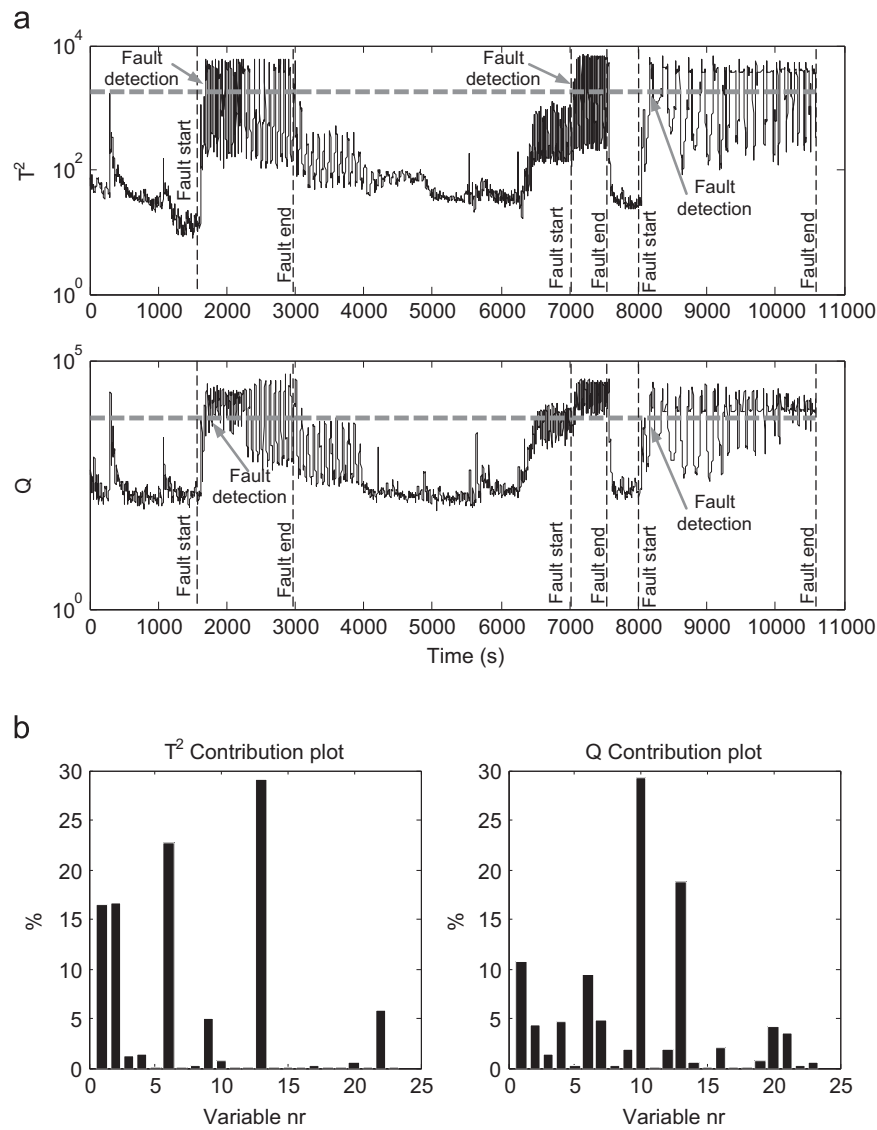 a
10^4
10^2
10^0
T^2
Fault
detection
Fault
detection
Fault
detection
Fault start
Fault end
Fault start
Fault end
Fault start
Fault end
0 1000 2000 3000 4000 5000 6000 7000 8000 9000 10000 11000
10^5
10^0
Q
Fault
detection
Fault
detection
Fault start
Fault end
Fault start
Fault end
Fault start
Fault end
0 1000 2000 3000 4000 5000 6000 7000 8000 9000 10000 11000
Time (s)
b
T^2 Contribution plot
30
25
20
15
10
5
0
%
0 5 10 15 20 25
Variable nr
Q Contribution plot
30
25
20
15
10
5
0
%
0 5 10 15 20 25
Variable nr